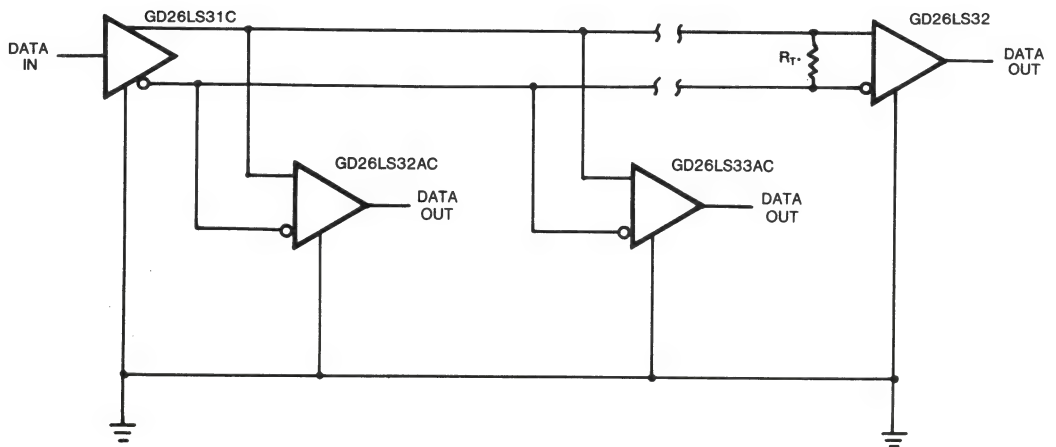 GD26LS31C
GD26LS32
DATA
IN
R_T*
DATA
OUT
GD26LS32AC
GD26LS33AC
DATA
OUT
DATA
OUT